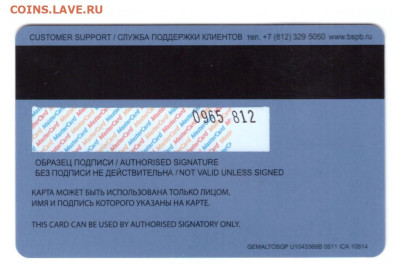 COINS.LAVE.RU
CUSTOMER SUPPORT / СЛУЖБА ПОДДЕРЖКИ КЛИЕНТОВ тел. +7 (812) 329 5050 www.bspb.ru
0965 812
ОБРАЗЕЦ ПОДПИСИ / AUTHORISED SIGNATURE
БЕЗ ПОДПИСИ НЕ ДЕЙСТВИТЕЛЬНА / NOT VALID UNLESS SIGNED
КАРТА МОЖЕТ БЫТЬ ИСПОЛЬЗОВАНА ТОЛЬКО ЛИЦОМ,
ИМЯ И ПОДПИСЬ КОТОРОГО УКАЗАНЫ НА КАРТЕ.
THIS CARD CAN BE USED BY AUTHORISED SIGNATORY ONLY.
ICA 10514